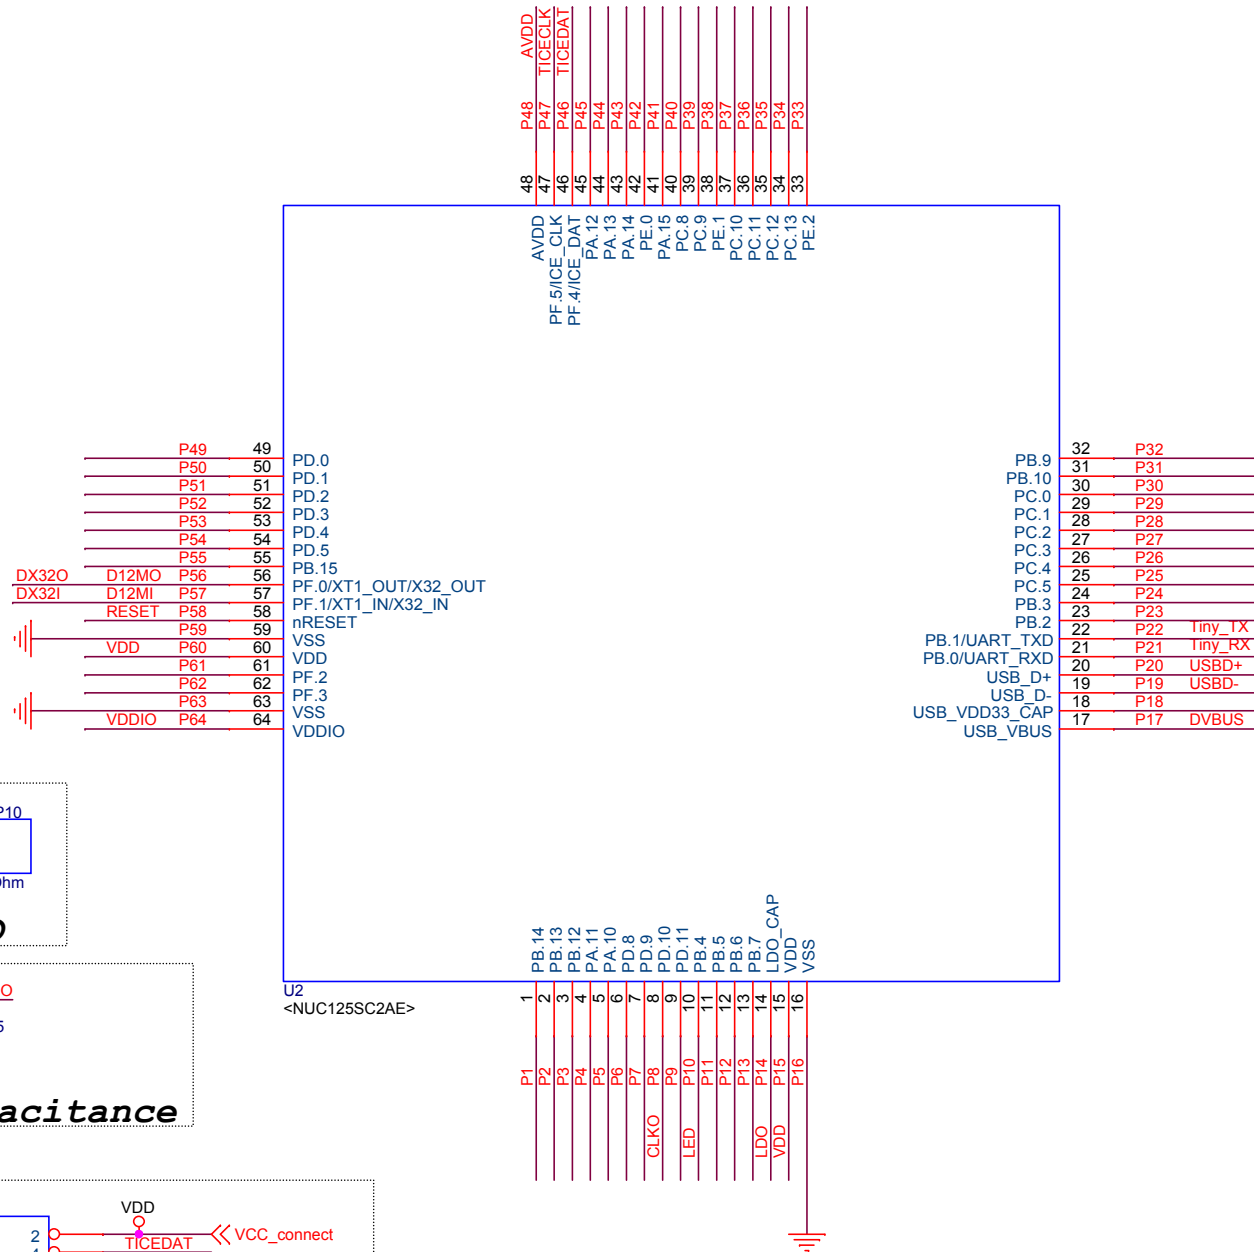 AVDD
TICECLK
TICEDAT
P48
P47
P46
P45
P44
P43
P42
P41
P40
P39
P38
P37
P36
P35
P34
P33
48
47
46
45
44
43
42
41
40
39
38
37
36
35
34
33
AVDD
PF.5/ICE_CLK
PF.4/ICE_DAT
PA.12
PA.13
PA.14
PE.0
PA.15
PC.8
PC.9
PE.1
PC.10
PC.11
PC.12
PC.13
PE.2
P49 49 PD.0
P50 50 PD.1
P51 51 PD.2
P52 52 PD.3
P53 53 PD.4
P54 54 PD.5
P55 55 PB.15
DX32O D12MO P56 56 PF.0/XT1_OUT/X32_OUT
DX32I D12MI P57 57 PF.1/XT1_IN/X32_IN
RESET P58 58 nRESET
P59 59 VSS
VDD P60 60 VDD
P61 61 PF.2
P62 62 PF.3
P63 63 VSS
VDDIO P64 64 VDDIO
PB.9 32 P32
PB.10 31 P31
PC.0 30 P30
PC.1 29 P29
PC.2 28 P28
PC.3 27 P27
PC.4 26 P26
PC.5 25 P25
PB.3 24 P24
PB.2 23 P23
PB.1/UART_TXD 22 P22 Tiny_TX
PB.0/UART_RXD 21 P21 Tiny_RX
USB_D+ 20 P20 USBD+
USB_D- 19 P19 USBD-
USB_VDD33_CAP 18 P18
USB_VBUS 17 P17 DVBUS
P10
Ohm
PB.14
PB.13
PB.12
PA.11
PA.10
PD.8
PD.9
PD.10
PD.11
PB.4
PB.5
PB.6
PB.7
LDO_CAP
VDD
VSS
U2
<NUC125SC2AE>
1
2
3
4
5
6
7
8
9
10
11
12
13
14
15
16
P1
P2
P3
P4
P5
P6
P7
P8
P9
P10
P11
P12
P13
P14
P15
P16
CLKO
LED
LDO
VDD
acitance
VDD
2
VCC_connect
TICEDAT